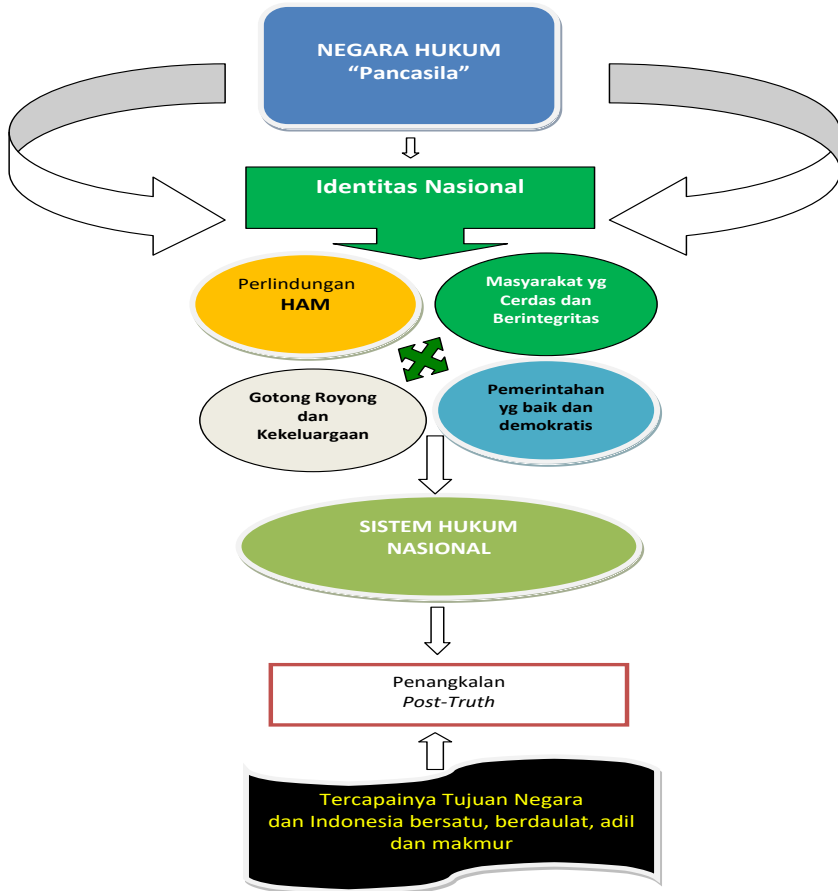 NEGARA HUKUM
“Pancasila”
Identitas Nasional
Perlindungan
HAM
Masyarakat yg
Cerdas dan
Berintegritas
Gotong Royong
dan
Kekeluargaan
Pemerintahan
yg baik dan
demokratis
SISTEM HUKUM
NASIONAL
Penangkalan
Post-Truth
Tercapainya Tujuan Negara
dan Indonesia bersatu, berdaulat, adil
dan makmur